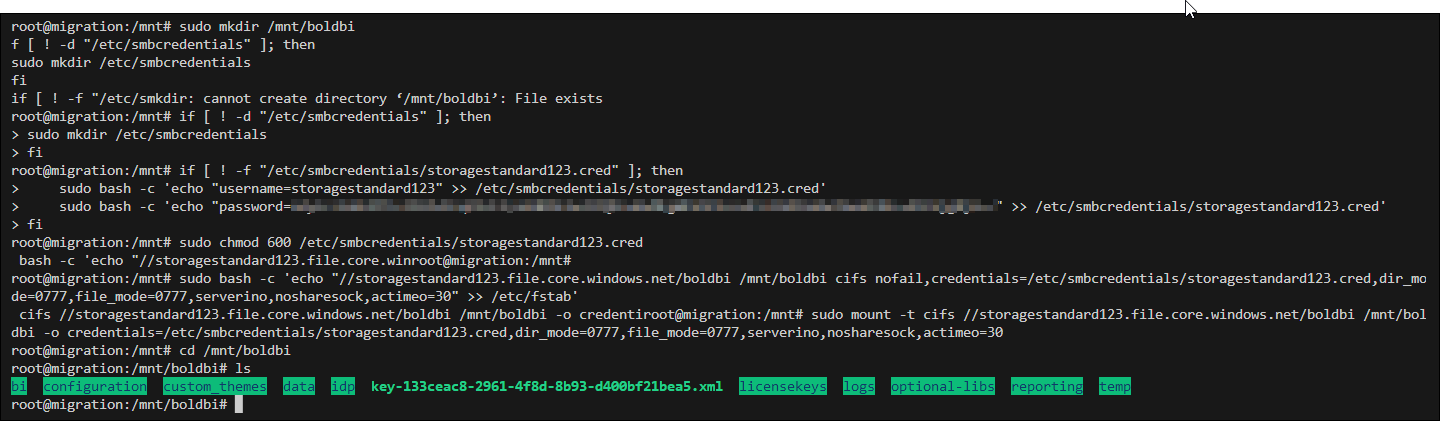 root@migration:/mnt# sudo mkdir /mnt/boldbi
f [ ! -d "/etc/smbcredentials" ]; then
sudo mkdir /etc/smbcredentials
fi
if [ ! -f "/etc/smkdir: cannot create directory ‘/mnt/boldbi’: File exists
root@migration:/mnt# if [ ! -d "/etc/smbcredentials" ]; then
> sudo mkdir /etc/smbcredentials
> fi
root@migration:/mnt# if [ ! -f "/etc/smbcredentials/storagestandard123.cred" ]; then
>     sudo bash -c 'echo "username=storagestandard123" >> /etc/smbcredentials/storagestandard123.cred'
>     sudo bash -c 'echo "password=" >> /etc/smbcredentials/storagestandard123.cred'
> fi
root@migration:/mnt# sudo chmod 600 /etc/smbcredentials/storagestandard123.cred
 bash -c 'echo "//storagestandard123.file.core.winroot@migration:/mnt#
root@migration:/mnt# sudo bash -c 'echo "//storagestandard123.file.core.windows.net/boldbi /mnt/boldbi cifs nofail,credentials=/etc/smbcredentials/storagestandard123.cred,dir_mo
de=0777,file_mode=0777,serverino,nosharesock,actimeo=30" >> /etc/fstab'
 cifs //storagestandard123.file.core.windows.net/boldbi /mnt/boldbi -o credentiroot@migration:/mnt# sudo mount -t cifs //storagestandard123.file.core.windows.net/boldbi /mnt/bol
dbi -o credentials=/etc/smbcredentials/storagestandard123.cred,dir_mode=0777,file_mode=0777,serverino,nosharesock,actimeo=30
root@migration:/mnt# cd /mnt/boldbi
root@migration:/mnt/boldbi# ls
bi  configuration  custom_themes  data  idp  key-133ceac8-2961-4f8d-8b93-d400bf21bea5.xml  licensekeys  logs  optional-libs  reporting  temp
root@migration:/mnt/boldbi#